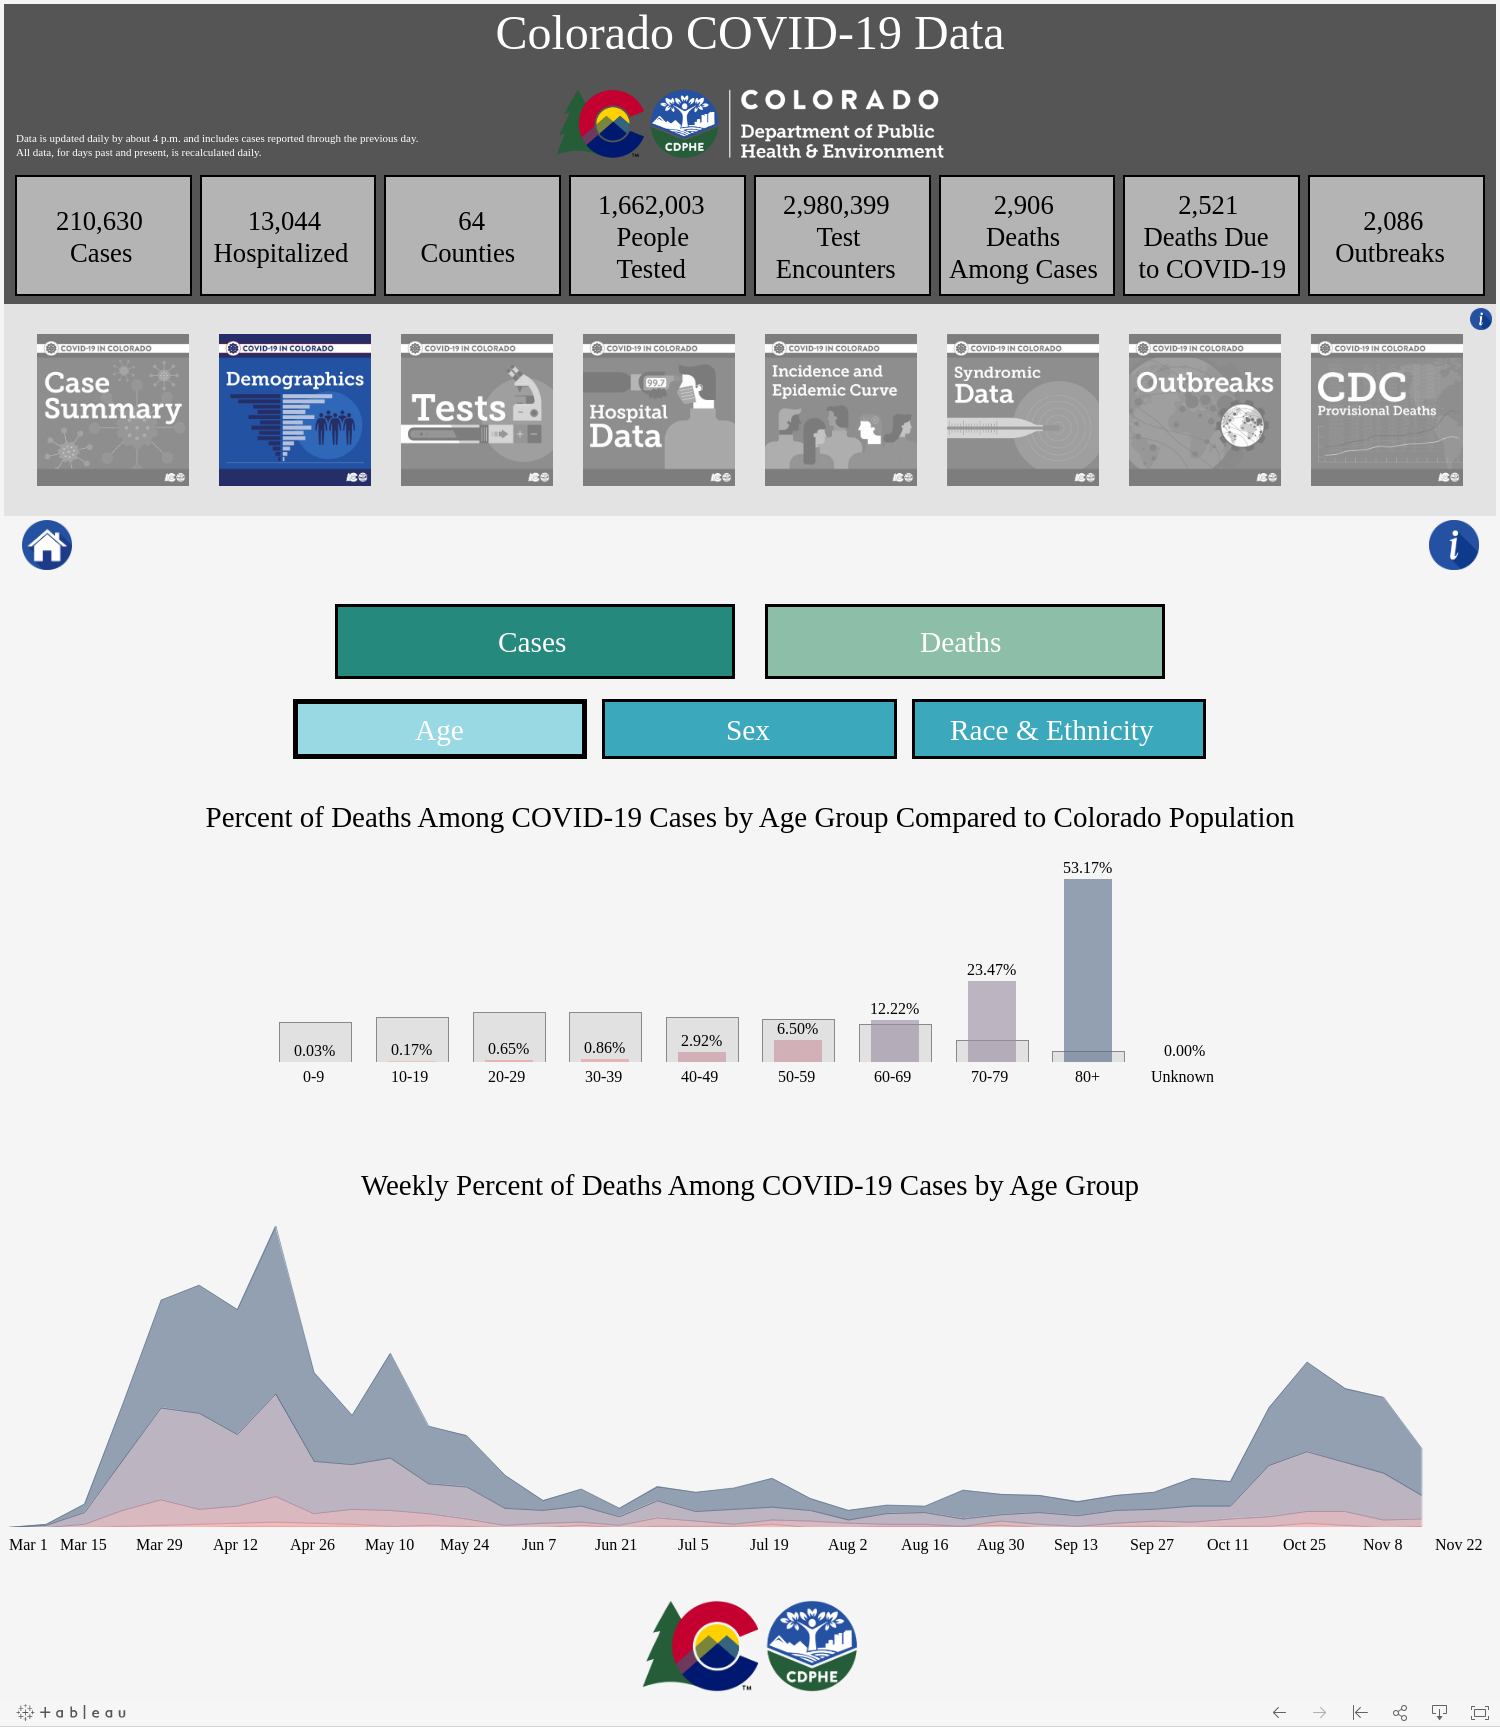 Colorado COVID-19 Data
COLORADO
Department of Public
Health & Environment
CDPHE
TM
Data is updated daily by about 4 p.m. and includes cases reported through the previous day.
All data, for days past and present, is recalculated daily.
210,630
Cases
13,044
Hospitalized
64
Counties
1,662,003
People
Tested
2,980,399
Test
Encounters
2,906
Deaths
Among Cases
2,521
Deaths Due
to COVID-19
2,086
Outbreaks
i
COVID-19 IN COLORADO
Case
Summary
COVID-19 IN COLORADO
Demographics
COVID-19 IN COLORADO
Tests
COVID-19 IN COLORADO
99.7
Hospital
Data
COVID-19 IN COLORADO
Incidence and
Epidemic Curve
COVID-19 IN COLORADO
Syndromic
Data
COVID-19 IN COLORADO
Outbreaks
COVID-19 IN COLORADO
CDC
Provisional Deaths
i
Cases
Deaths
Age
Sex
Race & Ethnicity
Percent of Deaths Among COVID-19 Cases by Age Group Compared to Colorado Population
53.17%
23.47%
12.22%
6.50%
2.92%
0.86%
0.65%
0.17%
0.03%
0.00%
0-9 10-19 20-29 30-39 40-49 50-59 60-69 70-79 80+ Unknown
Weekly Percent of Deaths Among COVID-19 Cases by Age Group
Mar 1 Mar 15 Mar 29 Apr 12 Apr 26 May 10 May 24 Jun 7 Jun 21 Jul 5 Jul 19 Aug 2 Aug 16 Aug 30 Sep 13 Sep 27 Oct 11 Oct 25 Nov 8 Nov 22
CDPHE
TM
+ableau